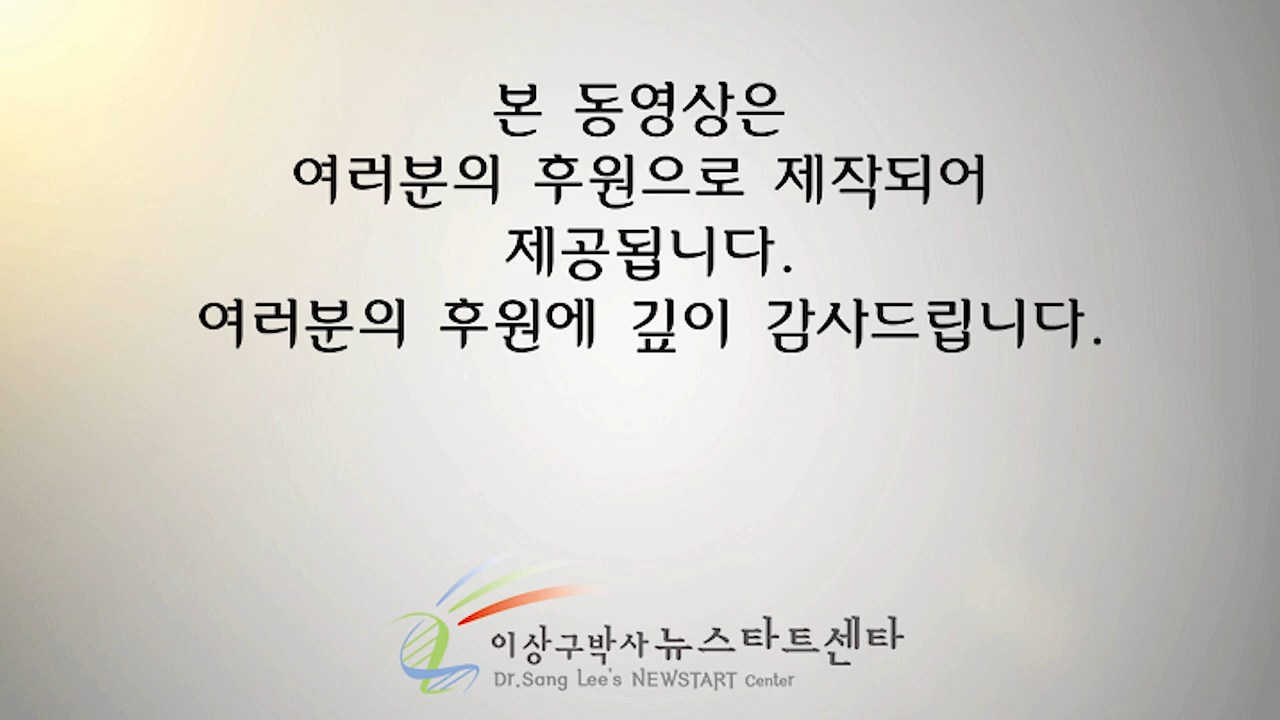 본 동영상은
여러분의 후원으로 제작되어
제공됩니다.
여러분의 후원에 깊이 감사드립니다.
이상구박사 뉴스타트센타
Dr.Sang Lee's NEWSTART Center